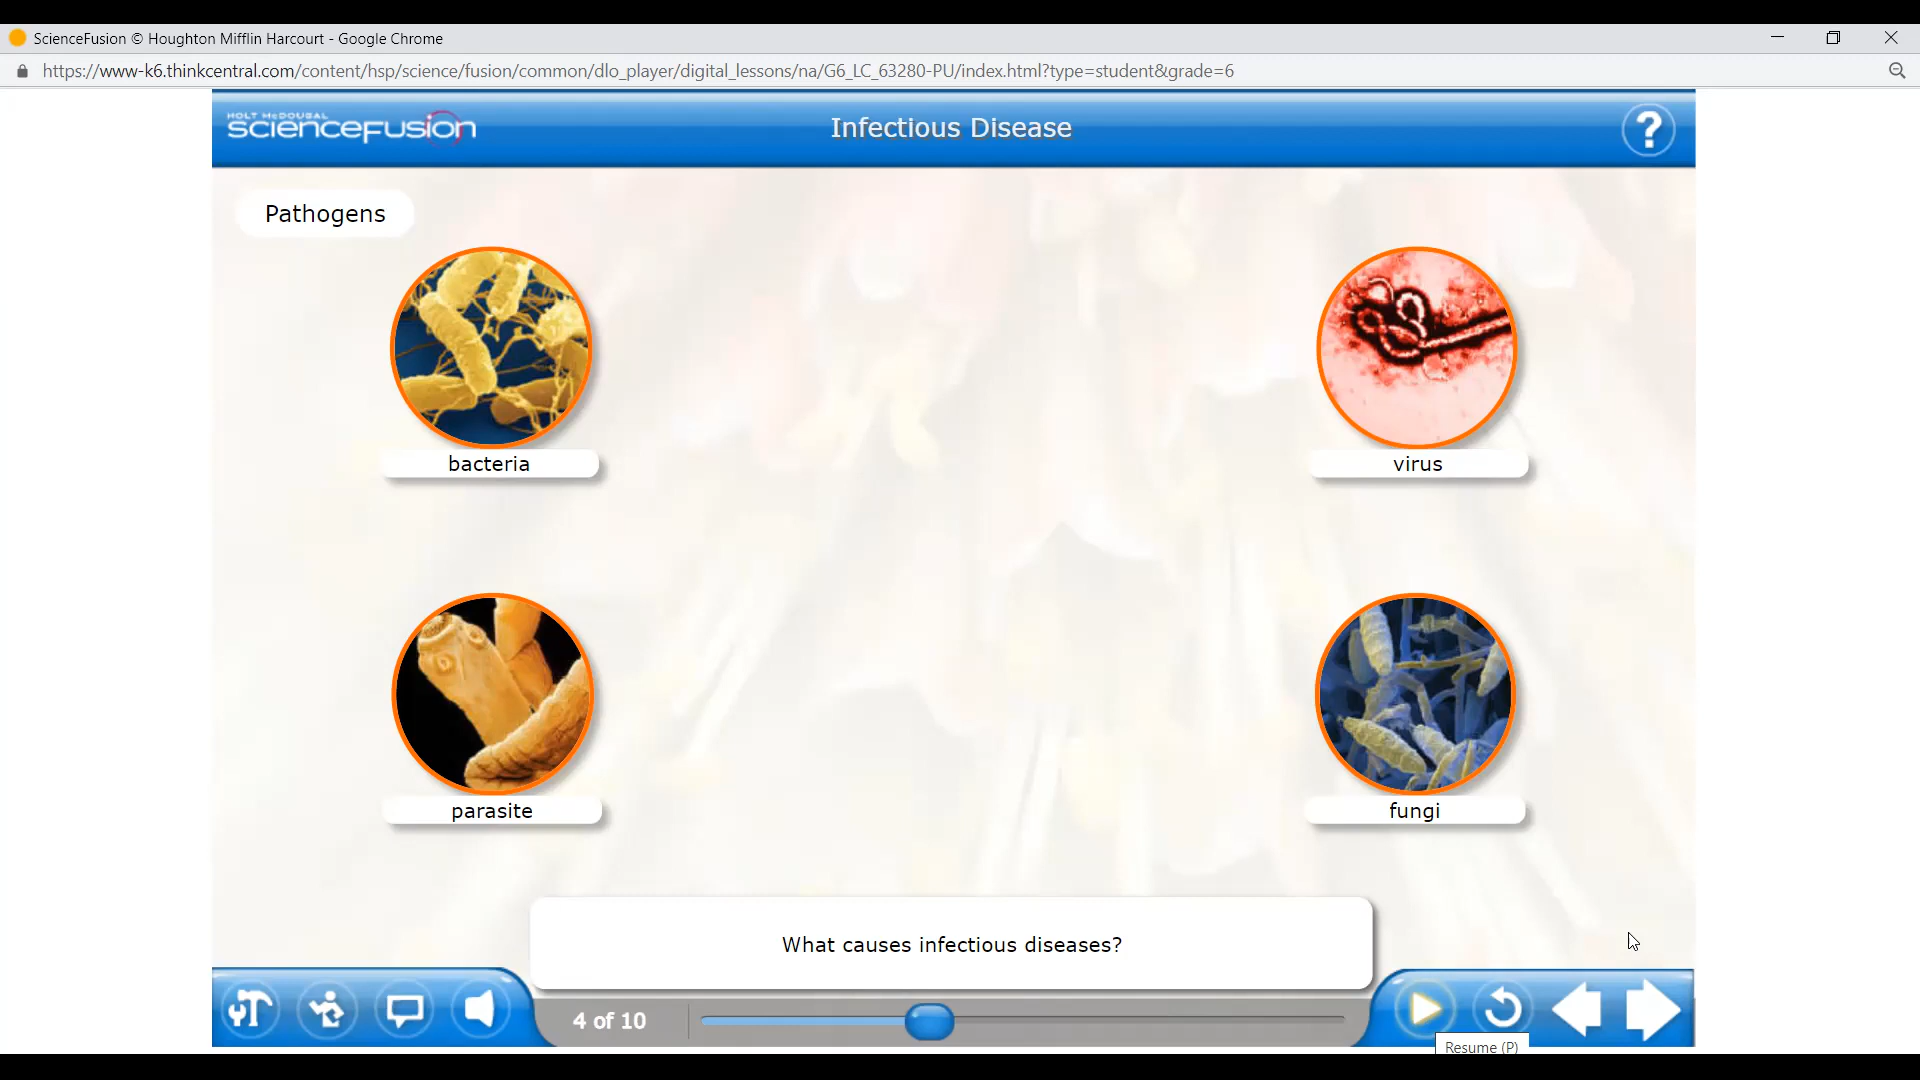 ScienceFusion © Houghton Mifflin Harcourt - Google Chrome
https://www-k6.thinkcentral.com/content/hsp/science/fusion/common/dlo_player/digital_lessons/na/G6_LC_63280-PU/index.html?type=student&grade=6
HOLT McDOUGAL
SCIENCEFUSION
Infectious Disease
?
Pathogens
bacteria
virus
parasite
fungi
What causes infectious diseases?
4 of 10
Resume (P)